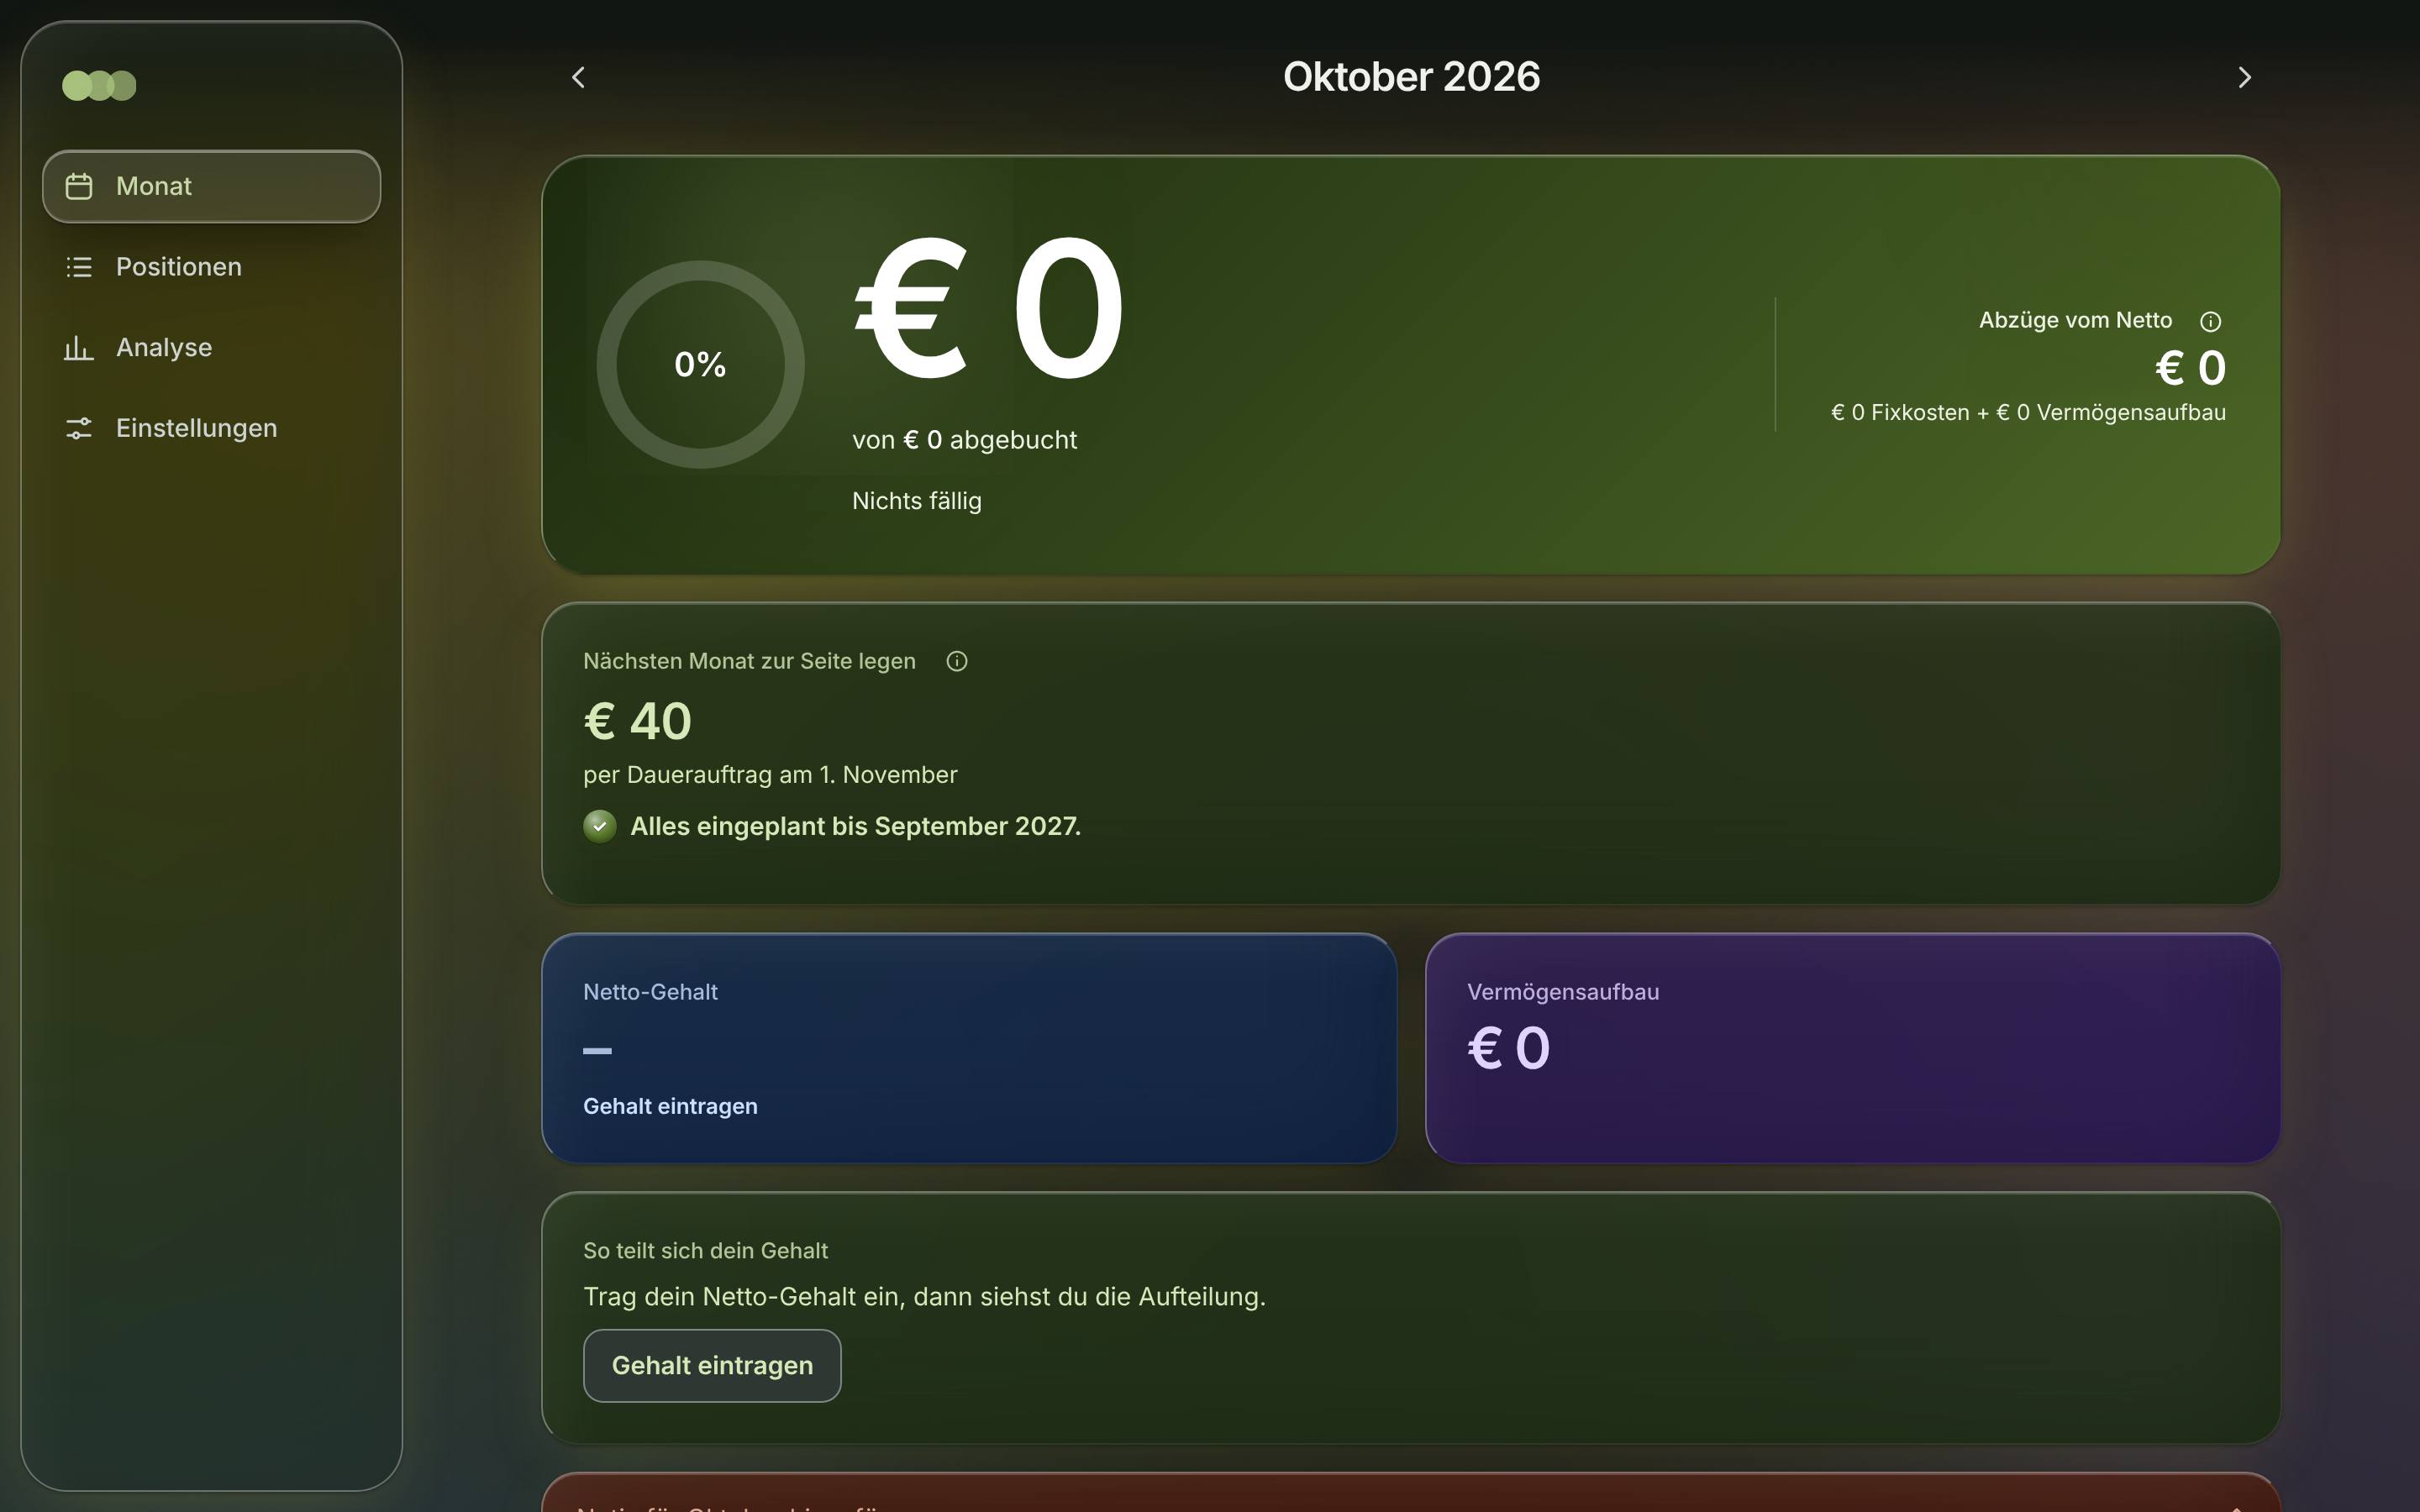 Oktober 2026
Monat
Positionen
Analyse
Einstellungen
0%
€ 0
von € 0 abgebucht
Nichts fällig
Abzüge vom Netto
€ 0
€ 0 Fixkosten + € 0 Vermögensaufbau
Nächsten Monat zur Seite legen
€ 40
per Dauerauftrag am 1. November
Alles eingeplant bis September 2027.
Netto-Gehalt
–
Gehalt eintragen
Vermögensaufbau
€ 0
So teilt sich dein Gehalt
Trag dein Netto-Gehalt ein, dann siehst du die Aufteilung.
Gehalt eintragen